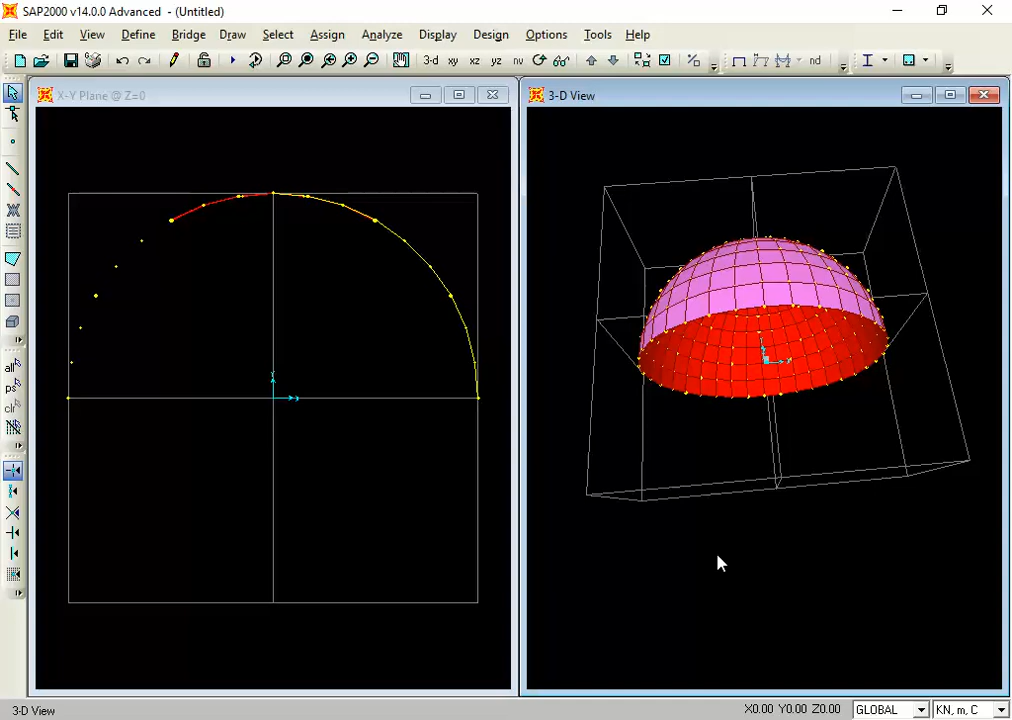 SAP2000 v14.0.0 Advanced - (Untitled)
File Edit View Define Bridge Draw Select Assign Analyze Display Design Options Tools Help
3-d xy xz yz nv nd
X-Y Plane @ Z=0
3-D View
all
ps
clr
Y
X
Z
3-D View
X0.00 Y0.00 Z0.00
GLOBAL
KN, m, C